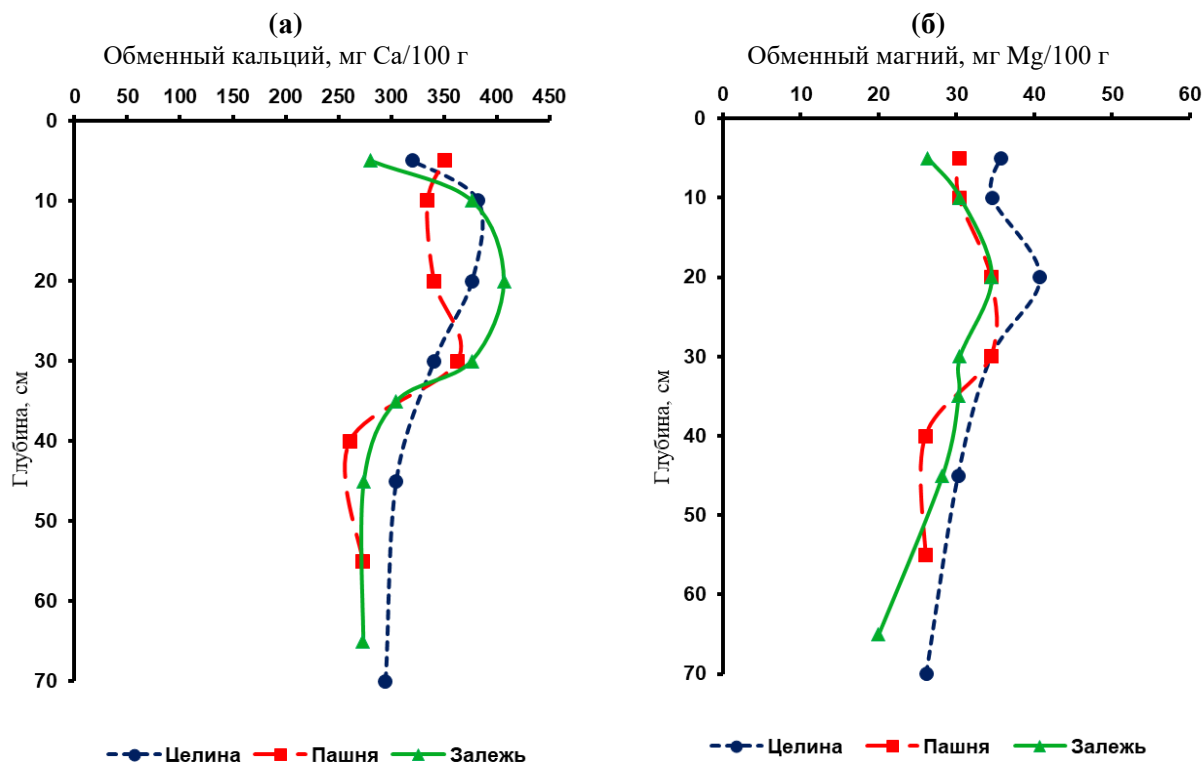 (а)
Обменный кальций, мг Ca/100 г
0 50 100 150 200 250 300 350 400 450
0
10
20
30
40
50
60
70
Глубина, см
Целина Пашня Залежь
(б)
Обменный магний, мг Mg/100 г
0 10 20 30 40 50 60
0
10
20
30
40
50
60
70
Глубина, см
Целина Пашня Залежь